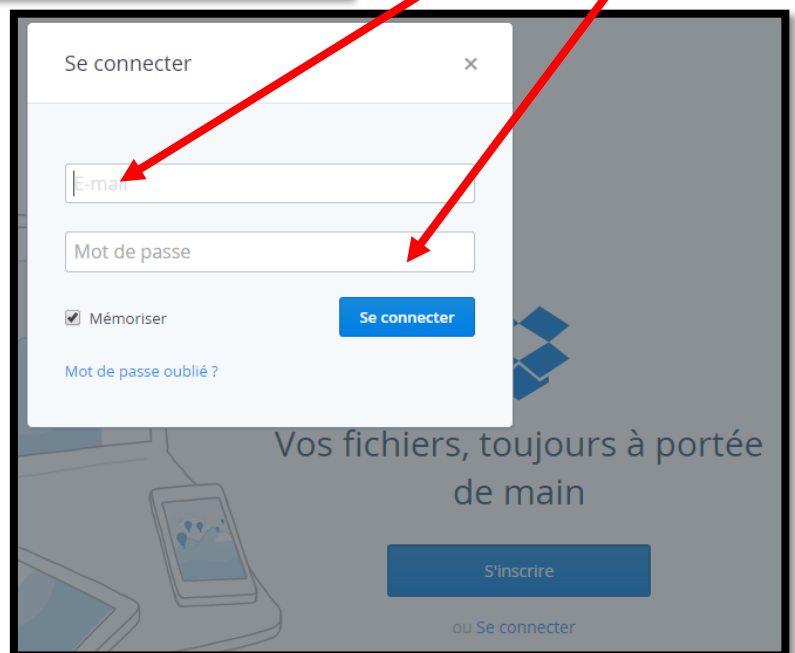 Se connecter
×
E-mail
Mot de passe
Mémoriser
Se connecter
Mot de passe oublié ?
Vos fichiers, toujours à portée
de main
S'inscrire
ou Se connecter